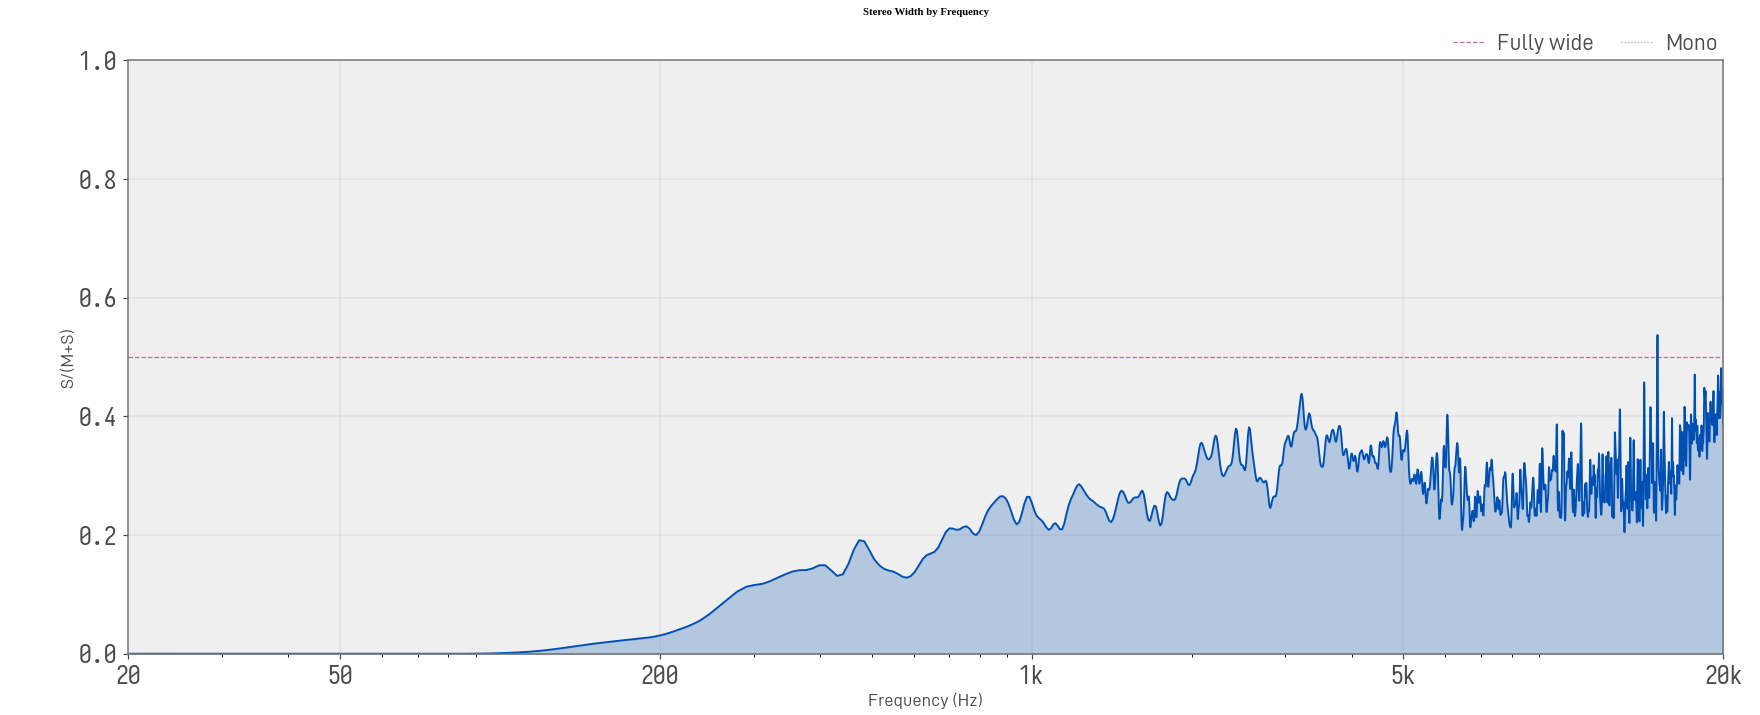 Stereo Width by Frequency
Fully wide
Mono
1.0
0.8
0.6
0.4
0.2
0.0
S/(M+S)
20
50
200
1k
5k
20k
Frequency (Hz)